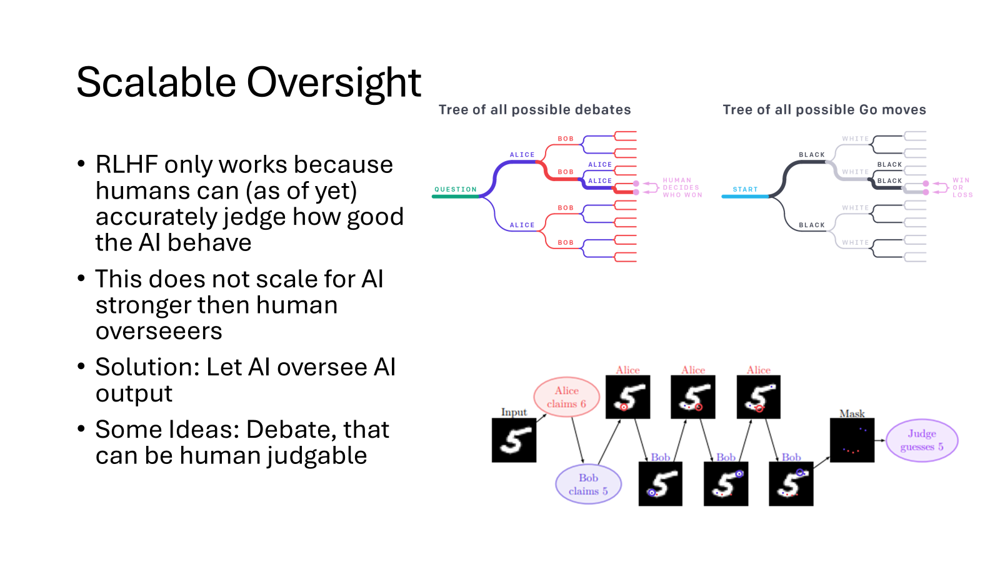 Scalable Oversight
• RLHF only works because
humans can (as of yet)
accurately jedge how good
the AI behave
• This does not scale for AI
stronger then human
overseeers
• Solution: Let AI oversee AI
output
• Some Ideas: Debate, that
can be human judgable
Tree of all possible debates
QUESTION
ALICE
ALICE
BOB
BOB
BOB
BOB
ALICE
ALICE
HUMAN
DECIDES
WHO WON
Tree of all possible Go moves
START
BLACK
BLACK
WHITE
WHITE
WHITE
WHITE
BLACK
BLACK
WIN
OR
LOSS
Input
Alice
claims 6
Bob
claims 5
Alice
Bob
Alice
Bob
Alice
Bob
Mask
Judge
guesses 5